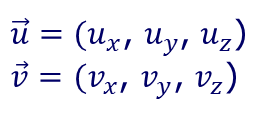 u⃗ = (uₓ, u_y, u_z)
v⃗ = (vₓ, v_y, v_z)